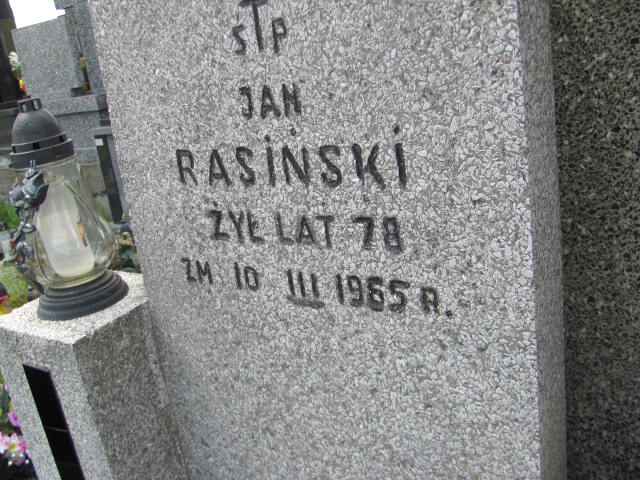 ŚP
JAN
RASIŃSKI
ŻYŁ LAT 78
ZM 10 III 1965 R.